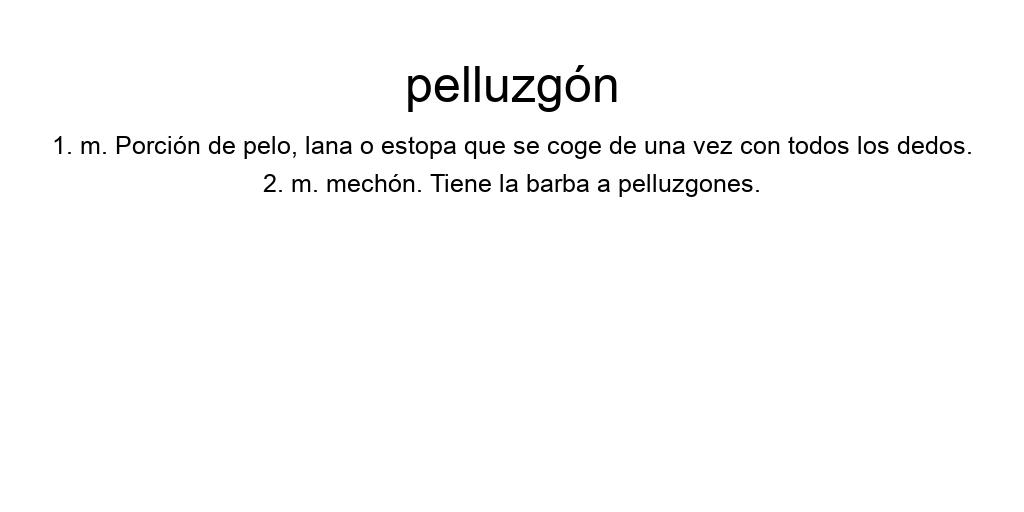 pelluzgón
1. m. Porción de pelo, lana o estopa que se coge de una vez con todos los dedos.
2. m. mechón. Tiene la barba a pelluzgones.